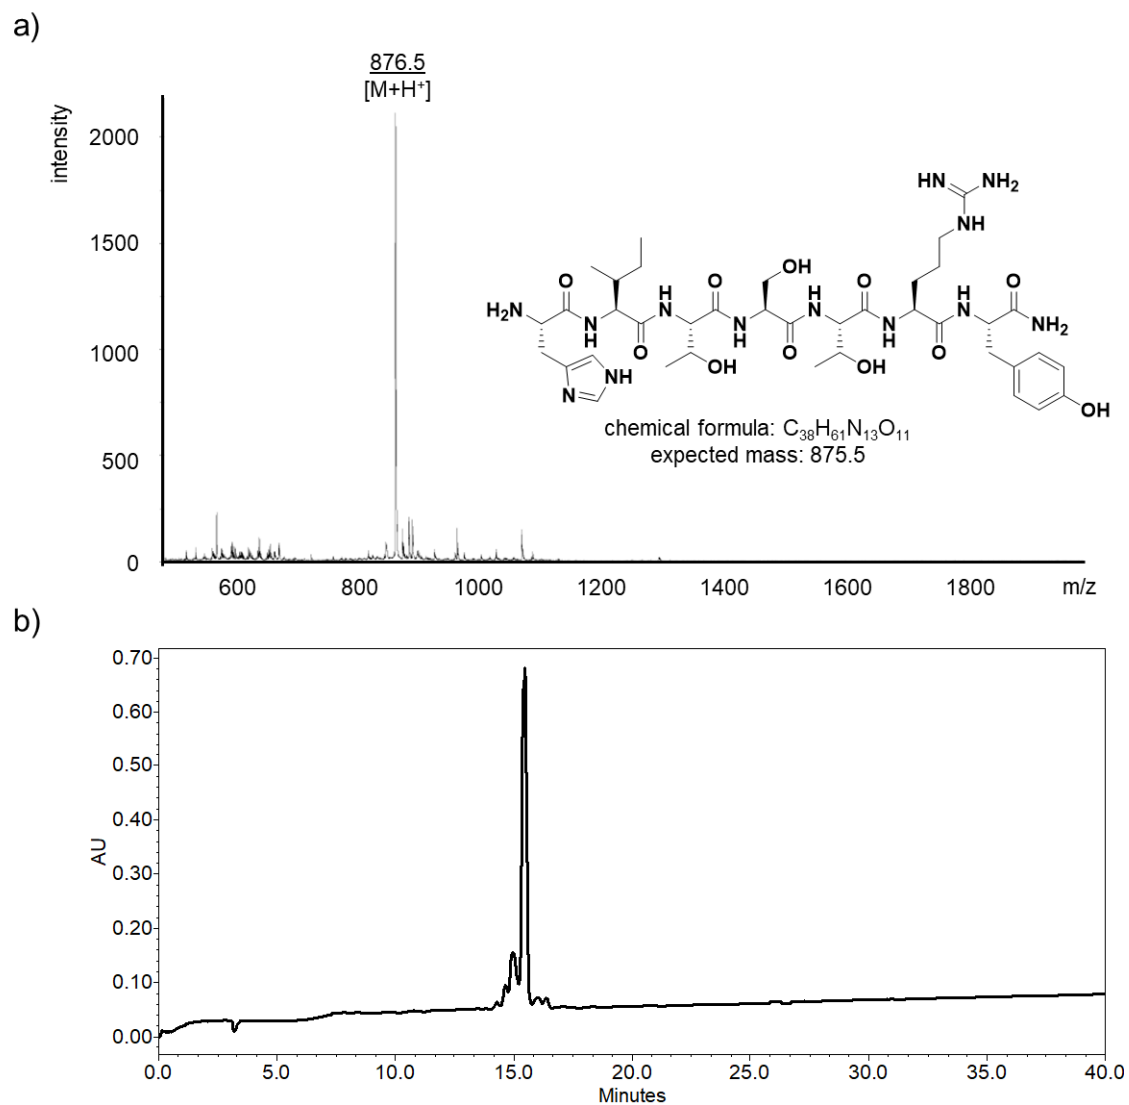 a)
876.5
[M+H⁺]
intensity
2000
1500
1000
500
0
600 800 1000 1200 1400 1600 1800 m/z
HN NH₂
NH
OH
O H O H O O
H₂N N N N N
N O N O N O NH₂
H H H
OH OH
NH
N
OH
chemical formula: C₃₈H₆₁N₁₃O₁₁
expected mass: 875.5
b)
0.70
0.60
0.50
0.40
0.30
0.20
0.10
0.00
AU
0.0 5.0 10.0 15.0 20.0 25.0 30.0 35.0 40.0
Minutes